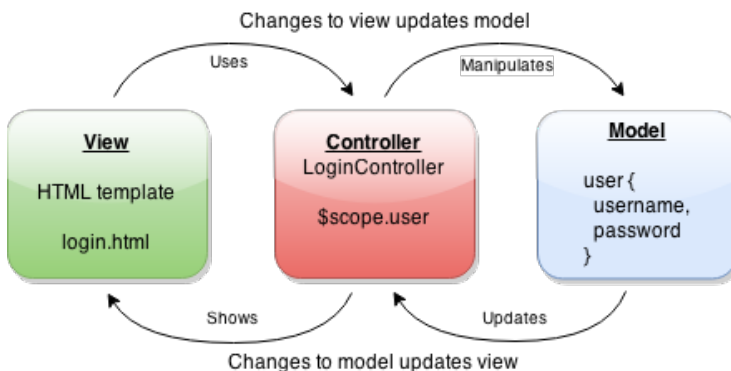 Changes to view updates model
Uses
Manipulates
View
HTML template
login.html
Controller
LoginController
$scope.user
Model
user {
username,
password
}
Shows
Updates
Changes to model updates view